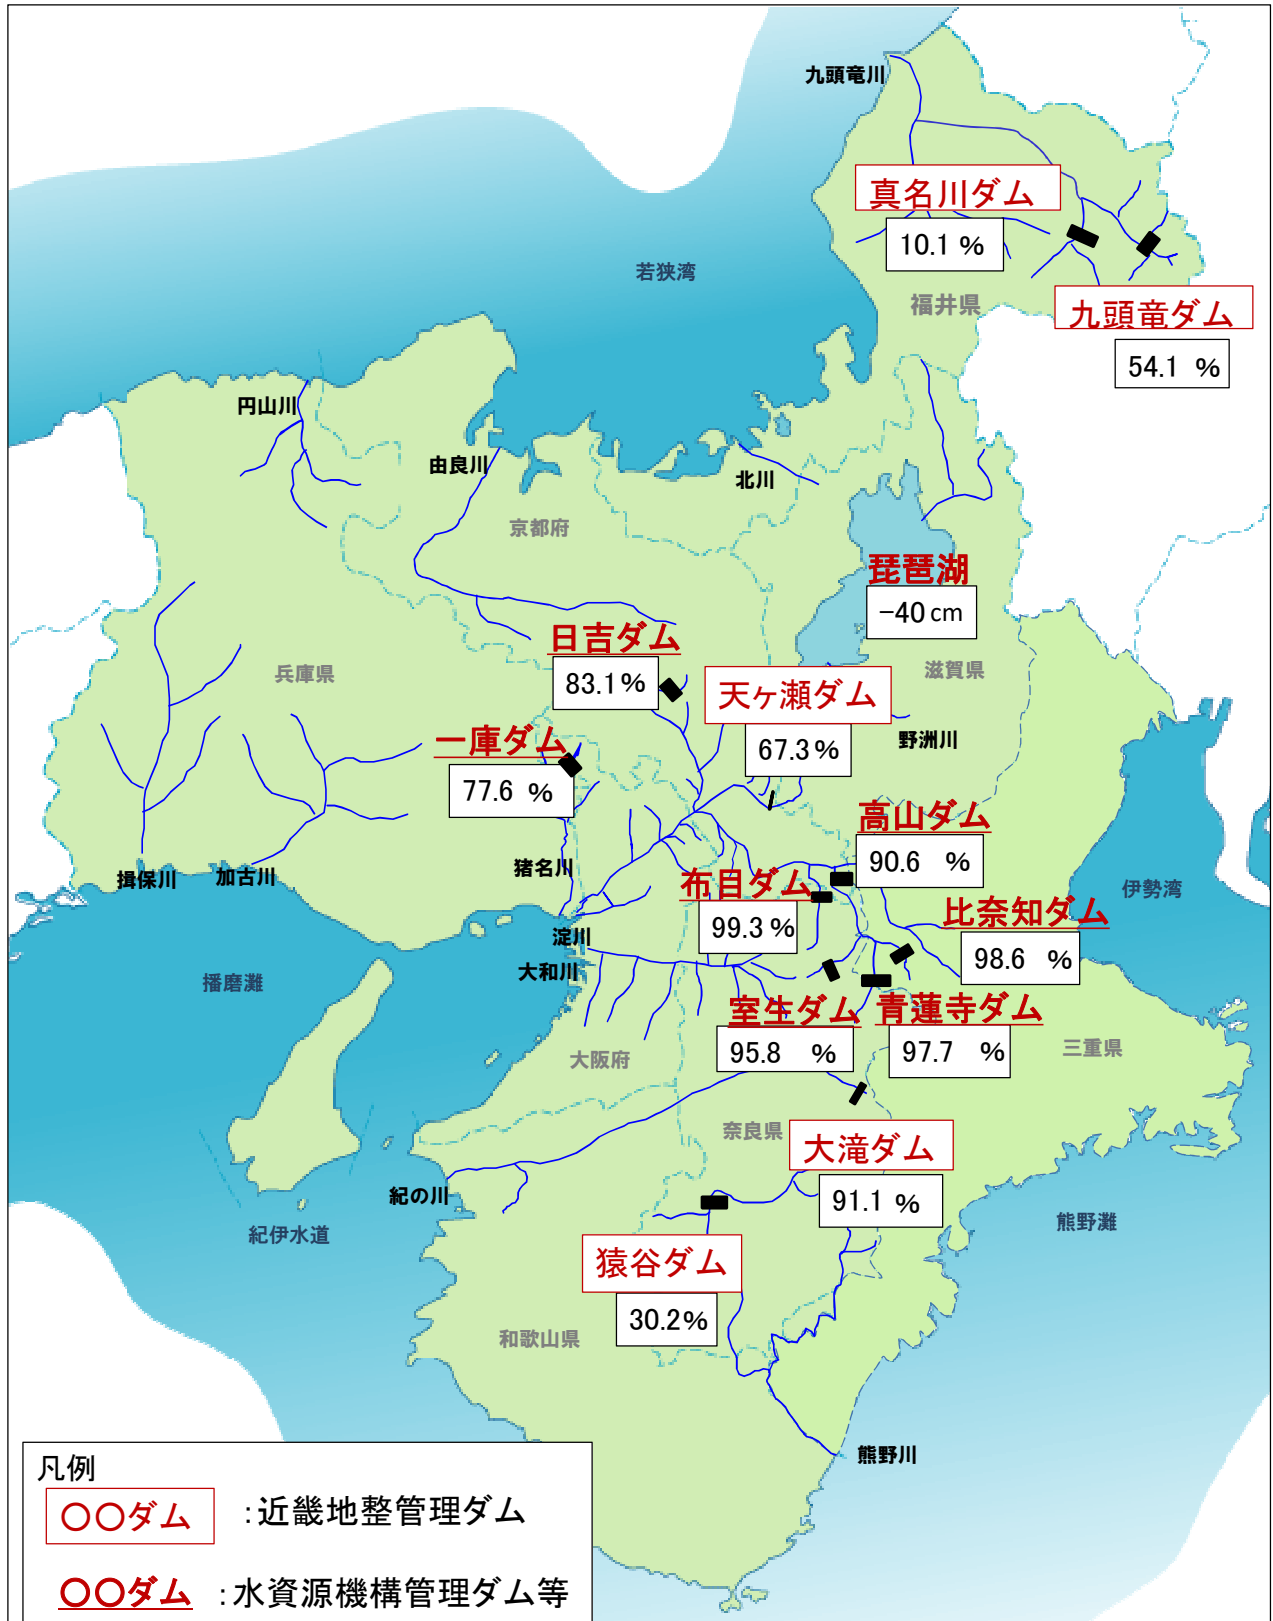 九頭竜川
真名川ダム
10.1 %
若狭湾
福井県
九頭竜ダム
54.1 %
円山川
由良川
北川
京都府
琵琶湖
-40 cm
日吉ダム
83.1%
兵庫県
滋賀県
天ヶ瀬ダム
67.3%
野洲川
一庫ダム
77.6 %
高山ダム
90.6 %
猪名川
揖保川
加古川
布目ダム
99.3 %
伊勢湾
比奈知ダム
98.6 %
淀川
大和川
播磨灘
室生ダム
95.8 %
青蓮寺ダム
97.7 %
大阪府
三重県
奈良県
大滝ダム
91.1 %
紀の川
紀伊水道
熊野灘
猿谷ダム
30.2%
和歌山県
熊野川
凡例
〇〇ダム :近畿地整管理ダム
〇〇ダム :水資源機構管理ダム等